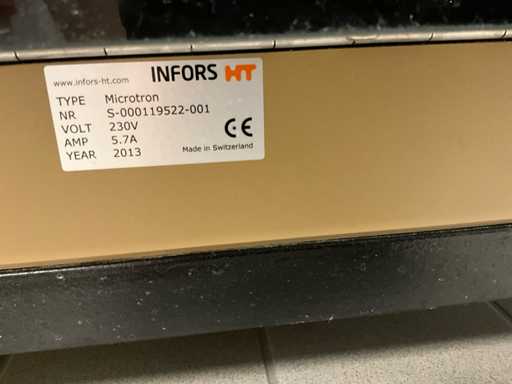 www.infors-ht.com INFORS HT
TYPE Microtron
NR S-000119522-001
VOLT 230V
AMP 5.7A
YEAR 2013
CE
Made in Switzerland